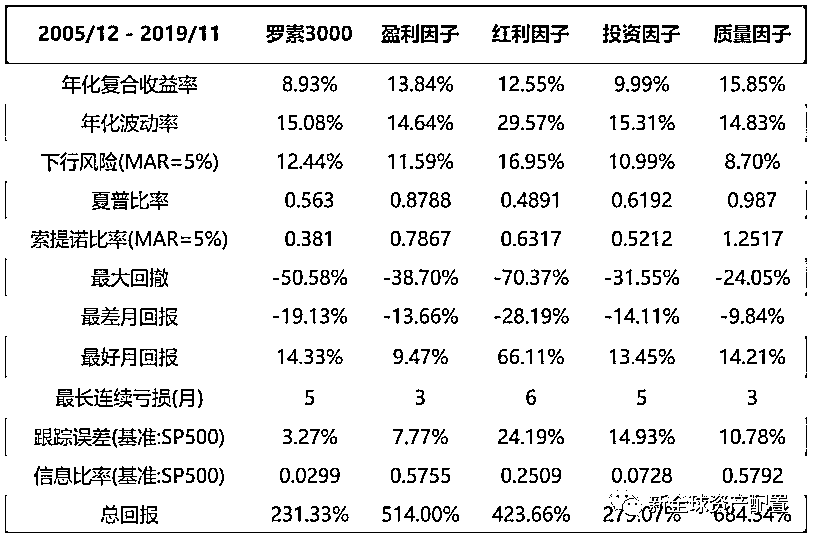 2005/12 - 2019/11 罗素3000 盈利因子 红利因子 投资因子 质量因子
年化复合收益率 8.93% 13.84% 12.55% 9.99% 15.85%
年化波动率 15.08% 14.64% 29.57% 15.31% 14.83%
下行风险(MAR=5%) 12.44% 11.59% 16.95% 10.99% 8.70%
夏普比率 0.563 0.8788 0.4891 0.6192 0.987
索提诺比率(MAR=5%) 0.381 0.7867 0.6317 0.5212 1.2517
最大回撤 -50.58% -38.70% -70.37% -31.55% -24.05%
最差月回报 -19.13% -13.66% -28.19% -14.11% -9.84%
最好月回报 14.33% 9.47% 66.11% 13.45% 14.21%
最长连续亏损(月) 5 3 6 5 3
跟踪误差(基准:SP500) 3.27% 7.77% 24.19% 14.93% 10.78%
信息比率(基准:SP500) 0.0299 0.5755 0.2509 0.0728 0.5792
总回报 231.33% 514.00% 423.66% 279.07% 684.54%
新全球资产配置